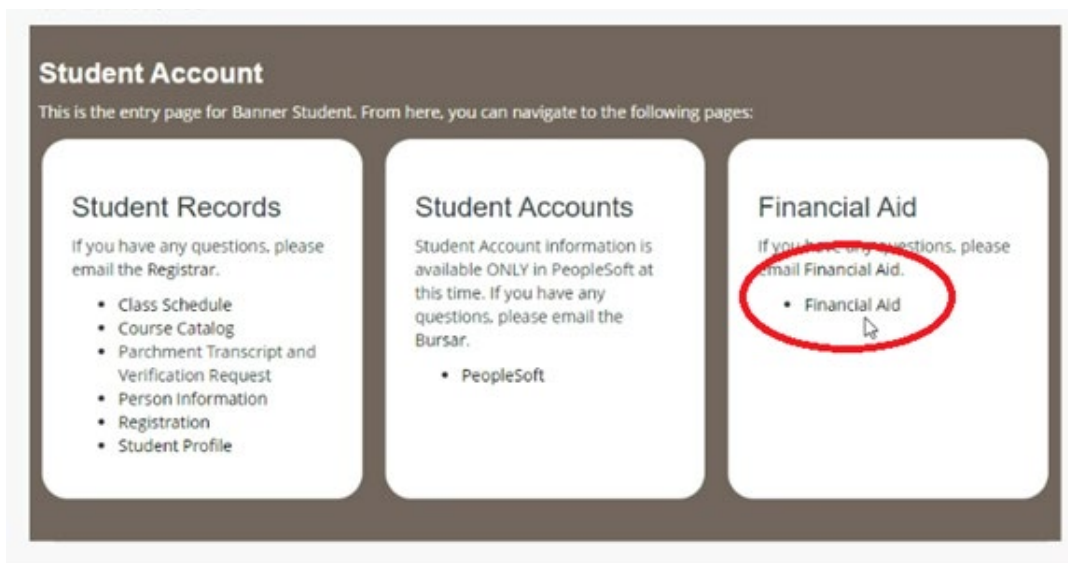 Student Account
This is the entry page for Banner Student. From here, you can navigate to the following pages:
Student Records
If you have any questions, please
email the Registrar.
• Class Schedule
• Course Catalog
• Parchment Transcript and
Verification Request
• Person Information
• Registration
• Student Profile
Student Accounts
Student Account information is
available ONLY in PeopleSoft at
this time. If you have any
questions, please email the
Bursar.
• PeopleSoft
Financial Aid
If you have any questions, please
email Financial Aid.
• Financial Aid